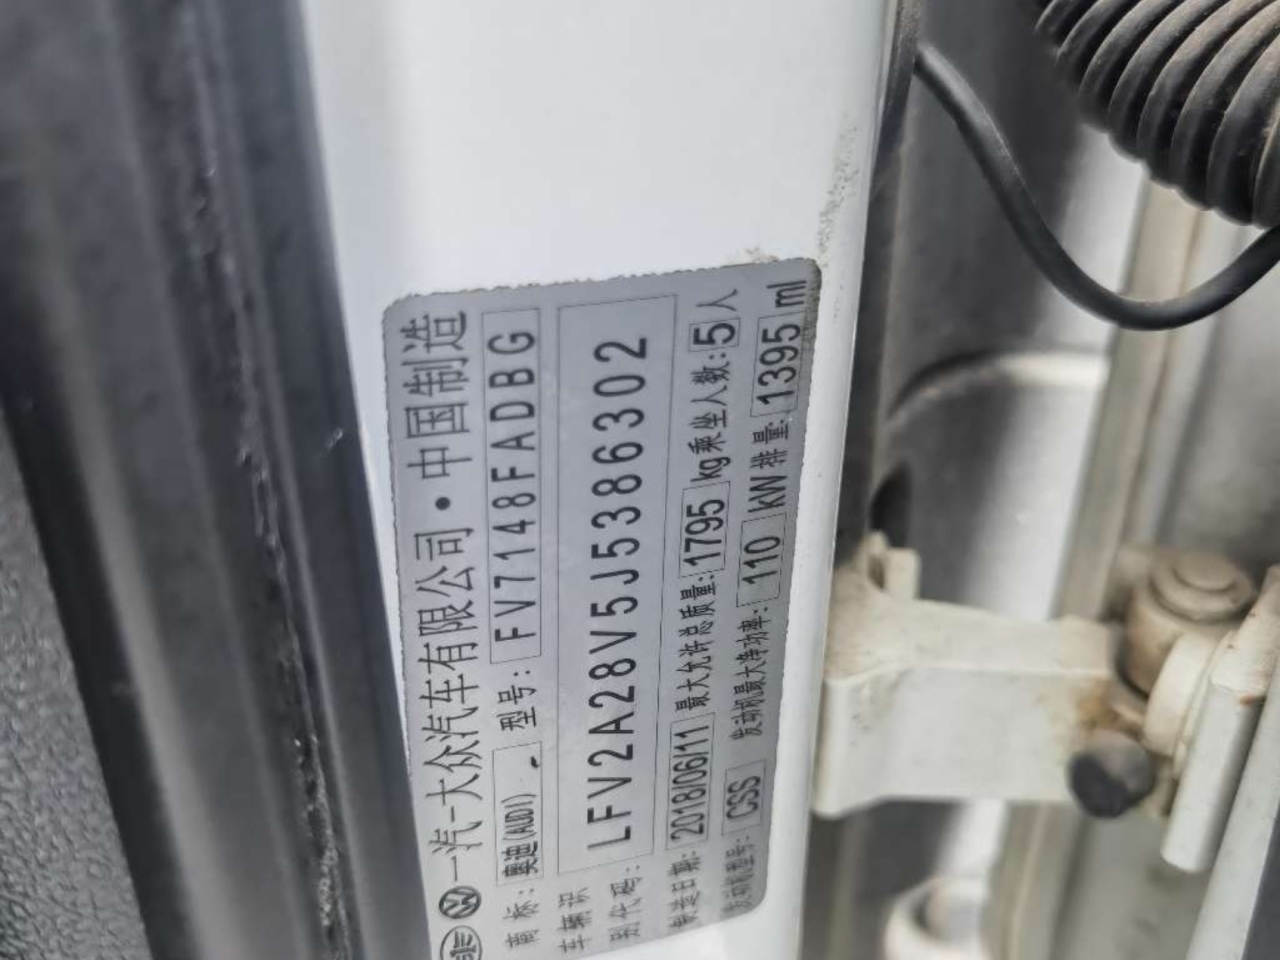 一汽-大众汽车有限公司·中国制造
商标: 奥迪(AUDI) 型号: FV7148FADBG
车辆识别代码: LFV2A28V5J5386302
制造日期: 2018/06/11 最大允许总质量: 1795 kg 乘坐人数: 5 人
发动机型号: CSS 发动机最大净功率: 110 kW 排量: 1395 ml